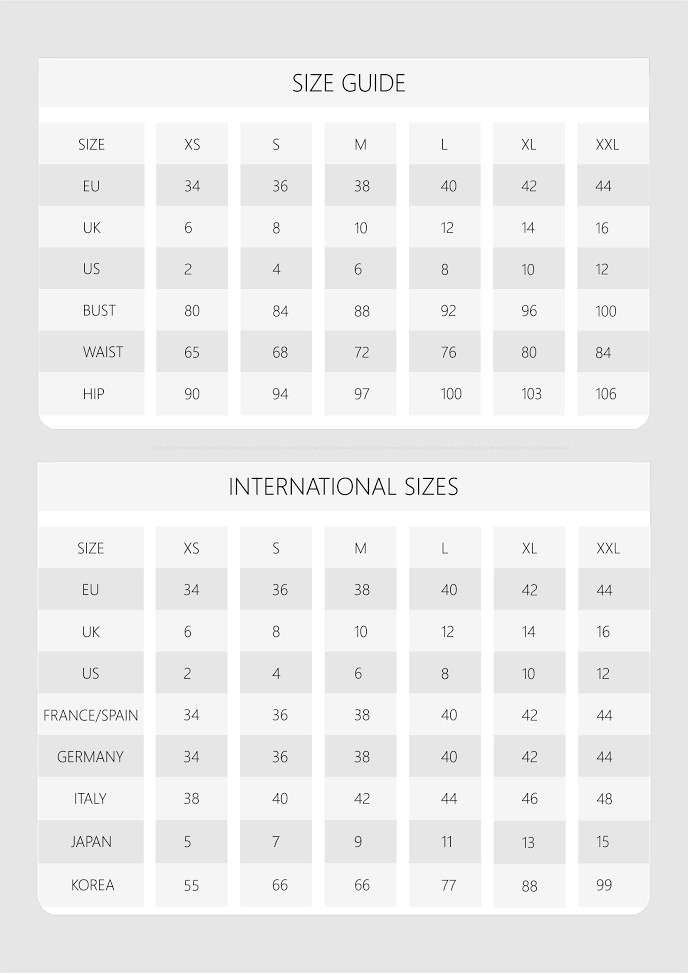 SIZE GUIDE
SIZE XS S M L XL XXL
EU 34 36 38 40 42 44
UK 6 8 10 12 14 16
US 2 4 6 8 10 12
BUST 80 84 88 92 96 100
WAIST 65 68 72 76 80 84
HIP 90 94 97 100 103 106
INTERNATIONAL SIZES
SIZE XS S M L XL XXL
EU 34 36 38 40 42 44
UK 6 8 10 12 14 16
US 2 4 6 8 10 12
FRANCE/SPAIN 34 36 38 40 42 44
GERMANY 34 36 38 40 42 44
ITALY 38 40 42 44 46 48
JAPAN 5 7 9 11 13 15
KOREA 55 66 66 77 88 99